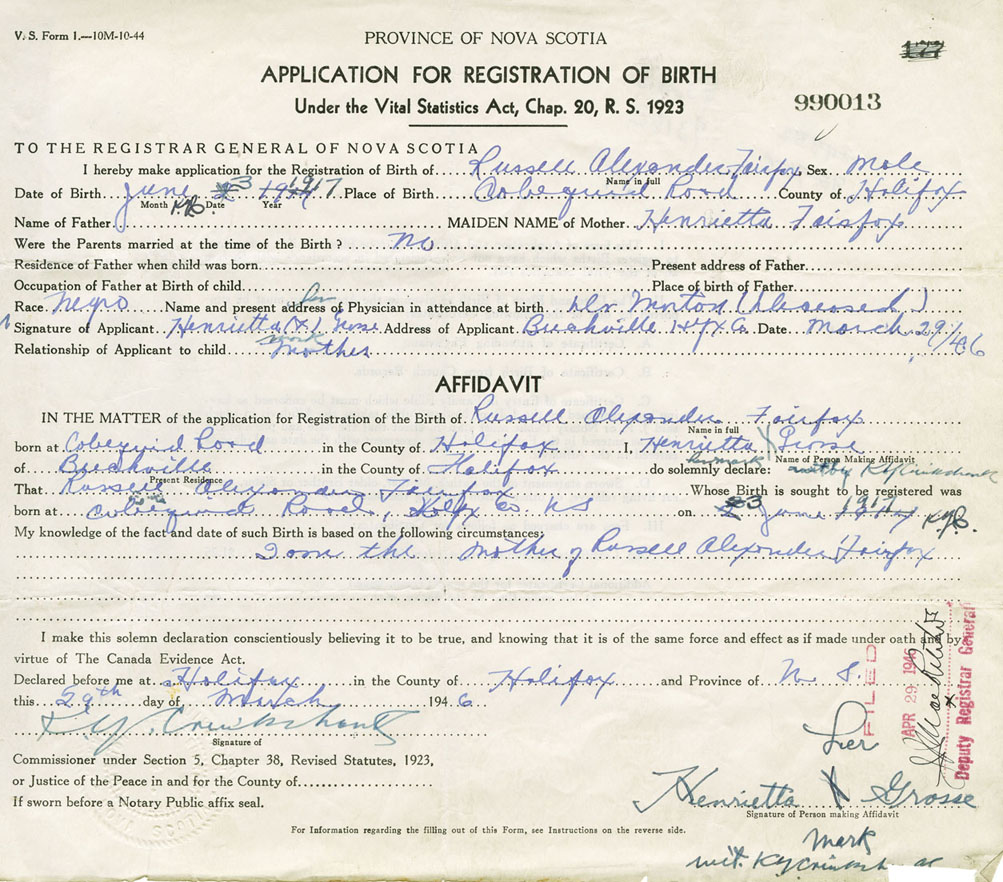 V. S. Form 1.—10M-10-44
PROVINCE OF NOVA SCOTIA
177
APPLICATION FOR REGISTRATION OF BIRTH
Under the Vital Statistics Act, Chap. 20, R. S. 1923
990013
TO THE REGISTRAR GENERAL OF NOVA SCOTIA
I hereby make application for the Registration of Birth of Russell Alexander Fairfax Sex Male
Name in full
Date of Birth June 3 1917 Place of Birth Cobequid Road County of Halifax
Month Date Year
Name of Father MAIDEN NAME of Mother Henrietta Fairfax
Were the Parents married at the time of the Birth ? No
Residence of Father when child was born Present address of Father
Occupation of Father at Birth of child Place of birth of Father
Race Negro Name and present address of Physician in attendance at birth Dr. Morton (Deceased)
her
Signature of Applicant Henrietta (X) Grosse Address of Applicant Beechville Hfx Co. Date March 29/46
mark
Relationship of Applicant to child Mother
AFFIDAVIT
IN THE MATTER of the application for Registration of the Birth of Russell Alexander Fairfax
Name in full
born at Cobequid Road in the County of Halifax I, Henrietta X Grosse
Name of Person Making Affidavit
of Beechville in the County of Halifax do solemnly declare:
her mark
Present Residence
That Russell Alexander Fairfax Whose Birth is sought to be registered was
born at Cobequid Road, Halfx Co NS on 3 June 1917
My knowledge of the fact and date of such Birth is based on the following circumstances:
I am the mother of Russell Alexander Fairfax
I make this solemn declaration conscientiously believing it to be true, and knowing that it is of the same force and effect as if made under oath and by
virtue of The Canada Evidence Act.
Declared before me at Halifax in the County of Halifax and Province of N. S.
this 29th day of March 1946
Signature of
Commissioner under Section 5, Chapter 38, Revised Statutes, 1923,
or Justice of the Peace in and for the County of
If sworn before a Notary Public affix seal.
FILED
APR 29 1946
Deputy Registrar General
her
Henrietta X Grosse
Signature of Person making Affidavit
mark
For Information regarding the filling out of this Form, see Instructions on the reverse side.
wit.